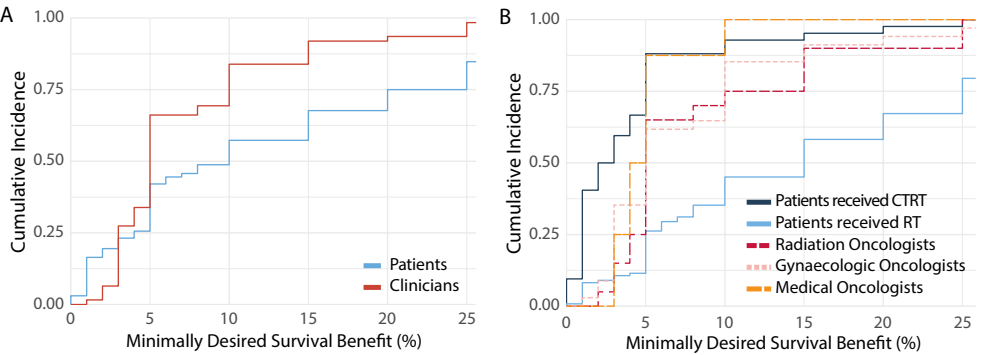 A
Cumulative Incidence
1.00
0.75
0.50
0.25
0.00
0 5 10 15 20 25
Minimally Desired Survival Benefit (%)
Patients
Clinicians
B
Cumulative Incidence
1.00
0.75
0.50
0.25
0.00
0 5 10 15 20 25
Minimally Desired Survival Benefit (%)
Patients received CTRT
Patients received RT
Radiation Oncologists
Gynaecologic Oncologists
Medical Oncologists